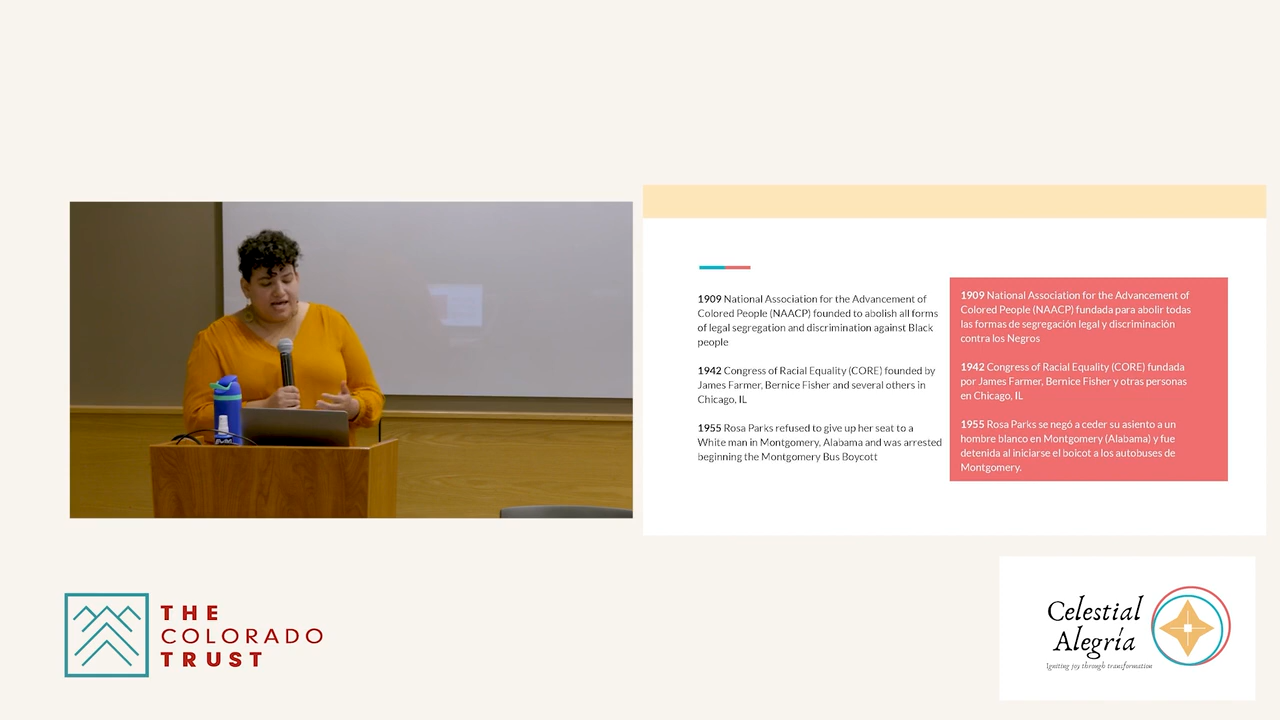 1909 National Association for the Advancement of
Colored People (NAACP) founded to abolish all forms
of legal segregation and discrimination against Black
people
1942 Congress of Racial Equality (CORE) founded by
James Farmer, Bernice Fisher and several others in
Chicago, IL
1955 Rosa Parks refused to give up her seat to a
White man in Montgomery, Alabama and was arrested
beginning the Montgomery Bus Boycott
1909 National Association for the Advancement of
Colored People (NAACP) fundada para abolir todas
las formas de segregación legal y discriminación
contra los Negros
1942 Congress of Racial Equality (CORE) fundada
por James Farmer, Bernice Fisher y otras personas
en Chicago, IL
1955 Rosa Parks se negó a ceder su asiento a un
hombre blanco en Montgomery (Alabama) y fue
detenida al iniciarse el boicot a los autobuses de
Montgomery.
THE
COLORADO
TRUST
Celestial
Alegría
Igniting joy through transformation